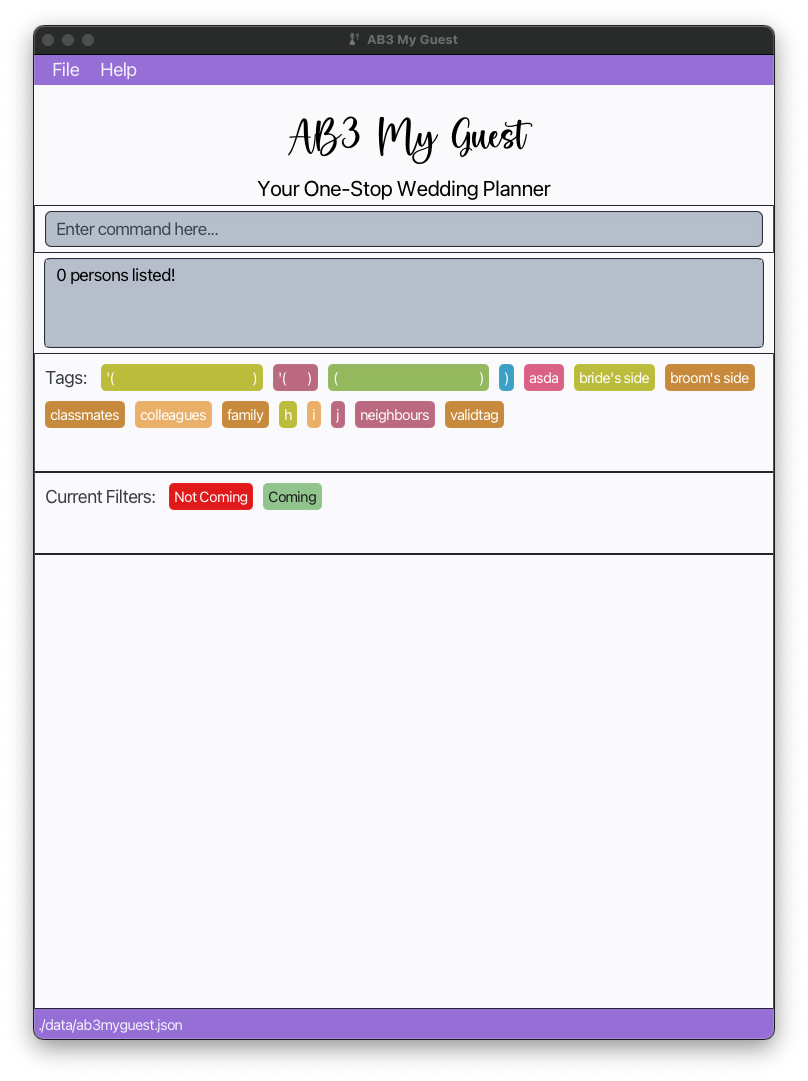 AB3 My Guest
File Help
AB3 My Guest
Your One-Stop Wedding Planner
Enter command here...
0 persons listed!
Tags: '( ) '( ) ( ) ) asda bride's side broom's side
classmates colleagues family h i j neighbours validtag
Current Filters: Not Coming Coming
./data/ab3myguest.json